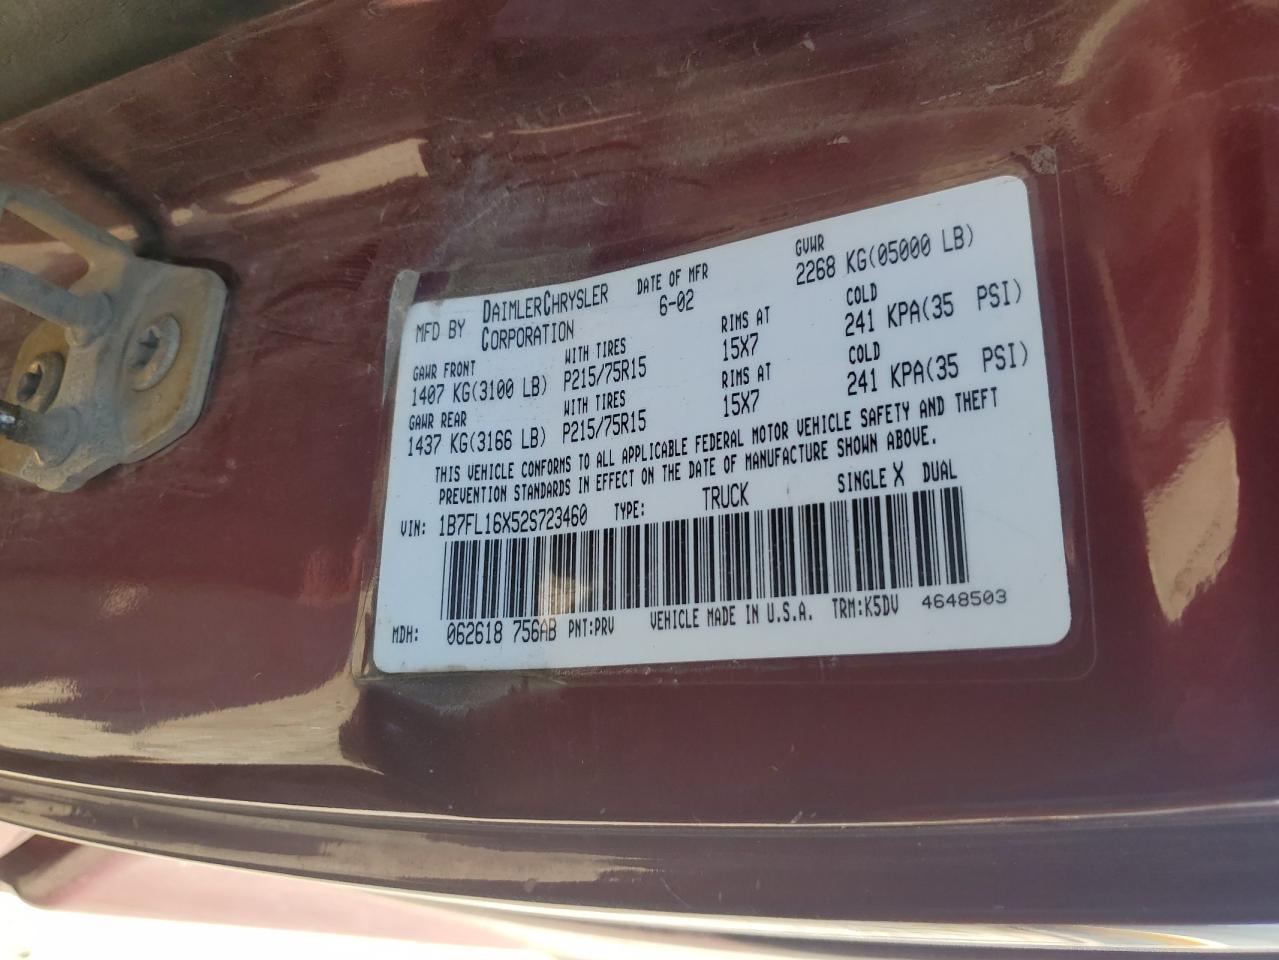 MFD BY DAIMLERCHRYSLER CORPORATION DATE OF MFR 6-02 GVWR 2268 KG(05000 LB)
GAWR FRONT WITH TIRES RIMS AT COLD
1407 KG(3100 LB) P215/75R15 15X7 241 KPA(35 PSI)
GAWR REAR WITH TIRES RIMS AT COLD
1437 KG(3166 LB) P215/75R15 15X7 241 KPA(35 PSI)
THIS VEHICLE CONFORMS TO ALL APPLICABLE FEDERAL MOTOR VEHICLE SAFETY AND THEFT
PREVENTION STANDARDS IN EFFECT ON THE DATE OF MANUFACTURE SHOWN ABOVE.
VIN: 1B7FL16X52S723460 TYPE: TRUCK SINGLE X DUAL
MDH: 062618 756AB PNT:PRV VEHICLE MADE IN U.S.A. TRM:K5DV 4648503